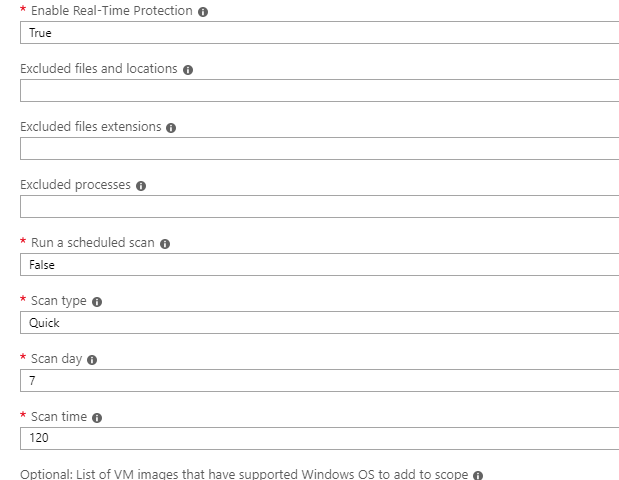 * Enable Real-Time Protection
True
Excluded files and locations
Excluded files extensions
Excluded processes
* Run a scheduled scan
False
* Scan type
Quick
* Scan day
7
* Scan time
120
Optional: List of VM images that have supported Windows OS to add to scope